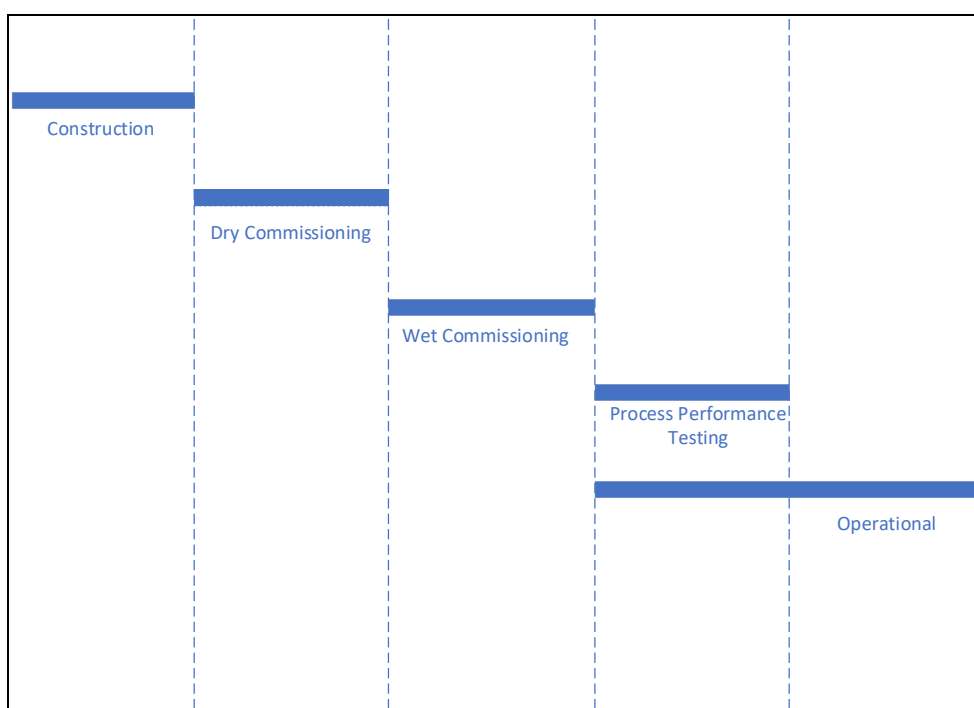 Construction
Dry Commissioning
Wet Commissioning
Process Performance
Testing
Operational